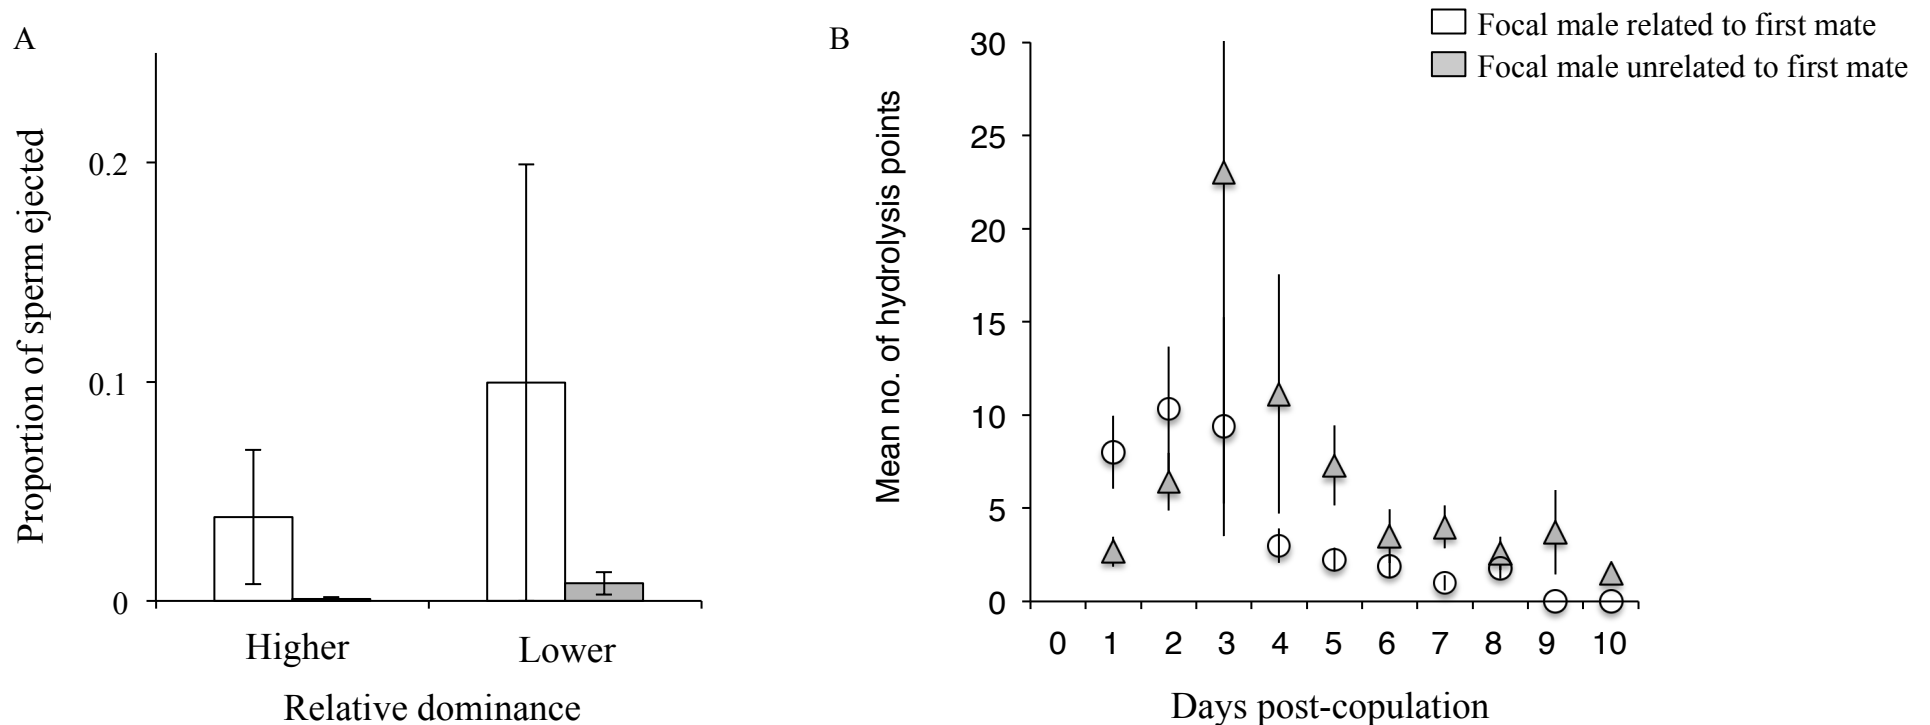 A
Proportion of sperm ejected
0.2
0.1
0
Higher
Lower
Relative dominance
B
Mean no. of hydrolysis points
30
25
20
15
10
5
0
0 1 2 3 4 5 6 7 8 9 10
Days post-copulation
Focal male related to first mate
Focal male unrelated to first mate